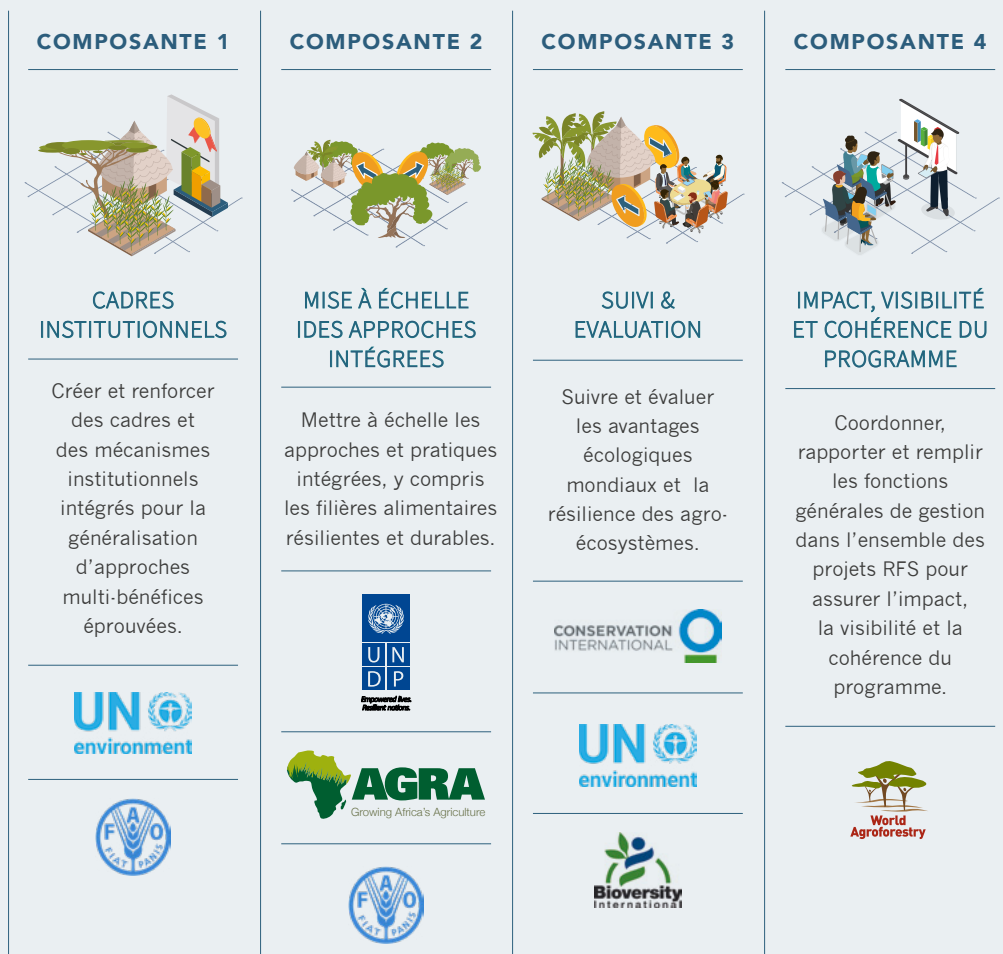 COMPOSANTE 1
CADRES
INSTITUTIONNELS
Créer et renforcer
des cadres et
des mécanismes
institutionnels
intégrés pour la
généralisation
d'approches
multi-bénéfices
éprouvées.
UN
environment
F A O
FIAT PANIS
COMPOSANTE 2
MISE À ÉCHELLE
IDES APPROCHES
INTÉGREES
Mettre à échelle les
approches et pratiques
intégrées, y compris
les filières alimentaires
résilientes et durables.
U N
D P
Empowered lives.
Resilient nations.
AGRA
Growing Africa's Agriculture
F A O
FIAT PANIS
COMPOSANTE 3
SUIVI &
EVALUATION
Suivre et évaluer
les avantages
écologiques
mondiaux et la
résilience des agro-
écosystèmes.
CONSERVATION
INTERNATIONAL
UN
environment
Bioversity
International
COMPOSANTE 4
IMPACT, VISIBILITÉ
ET COHÉRENCE DU
PROGRAMME
Coordonner,
rapporter et remplir
les fonctions
générales de gestion
dans l'ensemble des
projets RFS pour
assurer l'impact,
la visibilité et la
cohérence du
programme.
World
Agroforestry